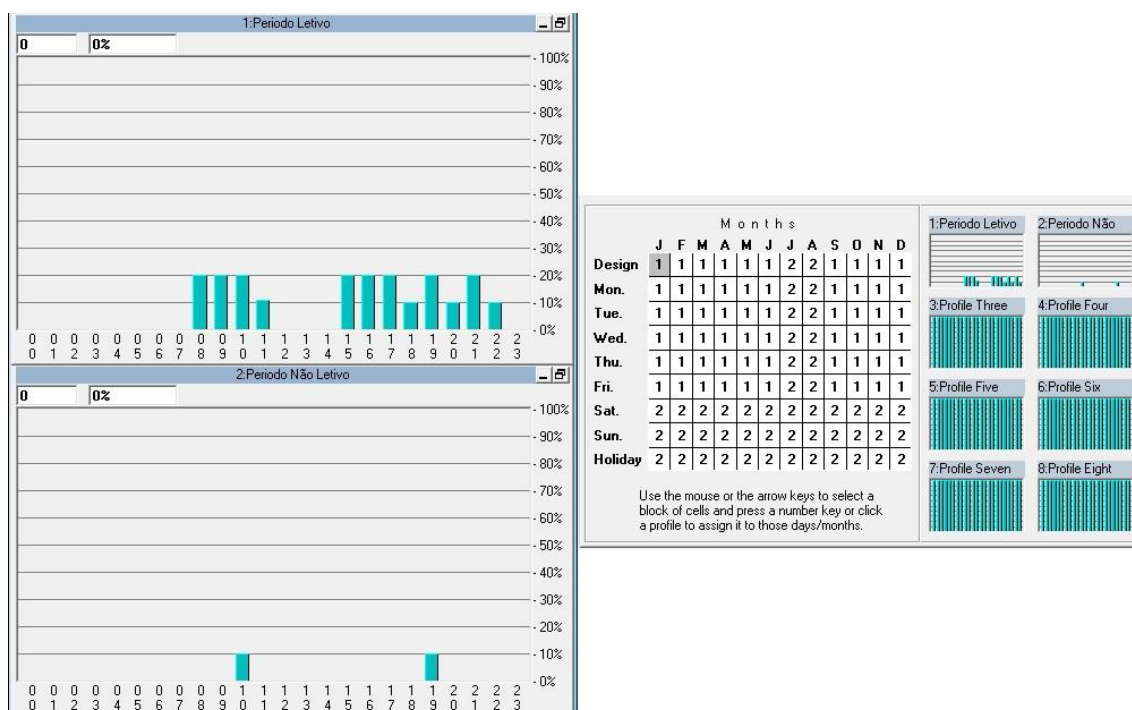 1:Periodo Letivo
0 0%
- 100%
- 90%
- 80%
- 70%
- 60%
- 50%
- 40%
- 30%
- 20%
- 10%
- 0%
0 0 0 0 0 0 0 0 0 0 1 1 1 1 1 1 1 1 1 1 2 2 2 2
0 1 2 3 4 5 6 7 8 9 0 1 2 3 4 5 6 7 8 9 0 1 2 3
2:Periodo Não Letivo
0 0%
- 100%
- 90%
- 80%
- 70%
- 60%
- 50%
- 40%
- 30%
- 20%
- 10%
- 0%
0 0 0 0 0 0 0 0 0 0 1 1 1 1 1 1 1 1 1 1 2 2 2 2
0 1 2 3 4 5 6 7 8 9 0 1 2 3 4 5 6 7 8 9 0 1 2 3
Months
J F M A M J J A S O N D
Design 1 1 1 1 1 1 2 2 1 1 1 1
Mon. 1 1 1 1 1 1 2 2 1 1 1 1
Tue. 1 1 1 1 1 1 2 2 1 1 1 1
Wed. 1 1 1 1 1 1 2 2 1 1 1 1
Thu. 1 1 1 1 1 1 2 2 1 1 1 1
Fri. 1 1 1 1 1 1 2 2 1 1 1 1
Sat. 2 2 2 2 2 2 2 2 2 2 2 2
Sun. 2 2 2 2 2 2 2 2 2 2 2 2
Holiday 2 2 2 2 2 2 2 2 2 2 2 2
Use the mouse or the arrow keys to select a
block of cells and press a number key or click
a profile to assign it to those days/months.
1:Periodo Letivo 2:Periodo Não
3:Profile Three 4:Profile Four
5:Profile Five 6:Profile Six
7:Profile Seven 8:Profile Eight